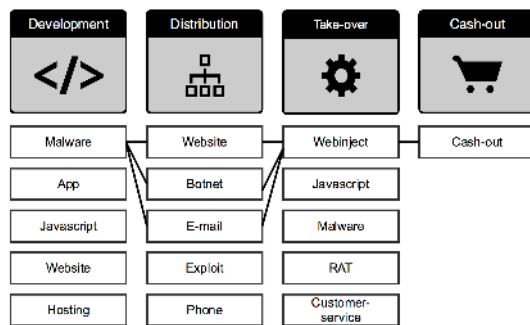 Development Distribution Take-over Cash-out
</>
Malware Website Webinject Cash-out
App Botnet Javascript
Javascript E-mail Malware
Website Exploit RAT
Hosting Phone Customer-
service